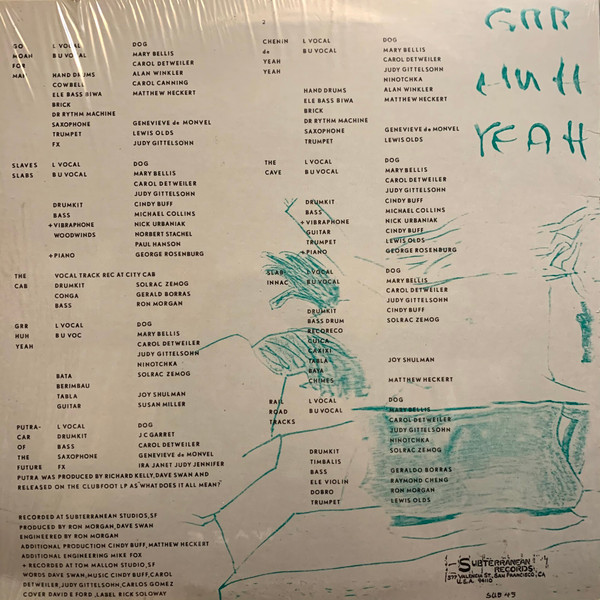 2
GO L VOCAL DOG
MOAN B U VOCAL MARY BELLIS
FOR CAROL DETWEILER
MAN HAND DRUMS ALAN WINKLER
COWBELL CAROL CANNING
ELE BASS BIWA MATTHEW HECKERT
BRICK
DR RYTHM MACHINE
SAXOPHONE GENEVIEVE de MONVEL
TRUMPET LEWIS OLDS
FX JUDY GITTELSOHN
SLAVES L VOCAL DOG
SLABS B U VOCAL MARY BELLIS
CAROL DETWEILER
JUDY GITTELSOHN
DRUMKIT CINDY BUFF
BASS MICHAEL COLLINS
+ VIBRAPHONE NICK URBANIAK
WOODWINDS NORBERT STACHEL
PAUL HANSON
+ PIANO GEORGE ROSENBURG
THE VOCAL TRACK REC AT CITY CAB
CAB DRUMKIT SOLRAC ZEMOG
CONGA GERALD BORRAS
BASS RON MORGAN
GRB L VOCAL DOG
HUH B U VOC MARY BELLIS
YEAH CAROL DETWEILER
JUDY GITTELSOHN
NINOTCHKA
BATA SOLRAC ZEMOG
BERIMBAU
TABLA JOY SHULMAN
GUITAR SUSAN MILLER
PUTRA- L VOCAL DOG
CAR DRUMKIT J C GARRET
OF BASS CAROL DETWEILER
THE SAXOPHONE GENEVIEVE de MONVEL
FUTURE FX IRA JANET JUDY JENNIFER
PUTRA WAS PRODUCED BY RICHARD KELLY, DAVE SWAN AND
RELEASED ON THE CLUBFOOT LP AS WHAT DOES IT ALL MEAN?
RECORDED AT SUBTERRANEAN STUDIOS, SF
PRODUCED BY RON MORGAN, DAVE SWAN
ENGINEERED BY RON MORGAN
ADDITIONAL PRODUCTION CINDY BUFF, MATTHEW HECKERT
ADDITIONAL ENGINEERING MIKE FOX
+ RECORDED AT TOM MALLON STUDIO, SF
WORDS DAVE SWAN, MUSIC CINDY BUFF, CAROL
DETWEILER, JUDY GITTELSOHN, CARLOS GOMEZ
COVER DAVID E FORD, LABEL RICK SOLOWAY
CHENIN L VOCAL DOG
de B U VOCAL MARY BELLIS
YEAH CAROL DETWEILER
YEAH JUDY GITTELSOHN
NINOTCHKA
HAND DRUMS ALAN WINKLER
ELE BASS BIWA MATTHEW HECKERT
BRICK
DR RYTHM MACHINE
SAXOPHONE GENEVIEVE de MONVEL
TRUMPET LEWIS OLDS
THE L VOCAL DOG
CAVE B U VOCAL MARY BELLIS
CAROL DETWEILER
JUDY GITTELSOHN
DRUMKIT CINDY BUFF
BASS MICHAEL COLLINS
+ VIBRAPHONE NICK URBANIAK
GUITAR CINDY BUFF
TRUMPET LEWIS OLDS
+ PIANO GEORGE ROSENBURG
SLAB L VOCAL DOG
INNAC B U VOCAL MARY BELLIS
CAROL DETWEILER
JUDY GITTELSOHN
DRUMKIT CINDY BUFF
BASS DRUM SOLRAC ZEMOG
RECORECO
CUICA
CAXIXI
TABLA JOY SHULMAN
BATA
CHIMES MATTHEW HECKERT
RAIL L VOCAL DOG
ROAD B U VOCAL MARY BELLIS
TRACKS CAROL DETWEILER
JUDY GITTELSOHN
NINOTCHKA
DRUMKIT SOLRAC ZEMOG
TIMBALIS
BASS GERALDO BORRAS
ELE VIOLIN RAYMOND CHENG
DOBRO RON MORGAN
TRUMPET LEWIS OLDS
GRB
HUH
YEAH
SUBTERRANEAN
RECORDS
577 VALENCIA ST. SAN FRANCISCO, CA
U.S.A. 94110
SUB 43